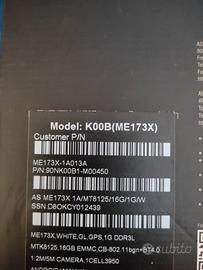 Model: K00B(ME173X)
Customer P/N
ME173X-1A013A
P/N:90NK00B1-M00450
AS ME173X 1A/MT8125/16G/1G/W
SSN:D8OKCY012439
ME173X,WHITE,GL,GPS,1G DDR3L
MTK8125,16GB EMMC,CB-802.11bgn+BT4.0
1.2M/5M CAMERA,1CELL3950
subito